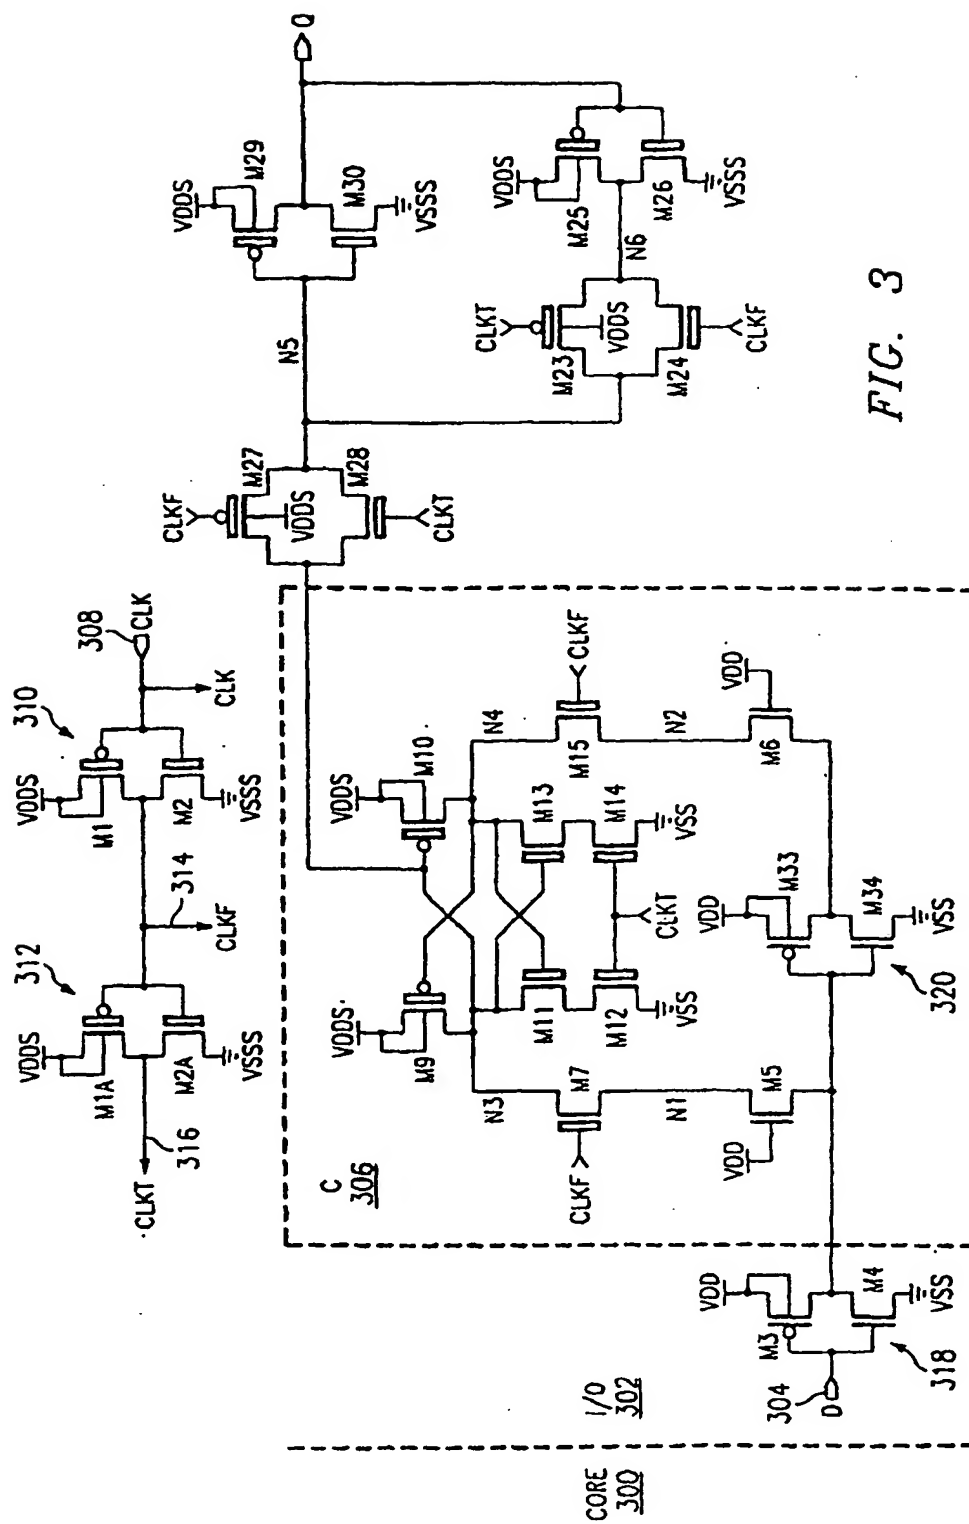 VDDS
M1A
M2A
VSSS
312
316
CLKT
314
CLKF
VDDS
M1
M2
VSSS
310
308
CLK
CLK
CORE
300
I/O
302
304
D
VDD
M3
M4
VSS
318
C
306
VDDS
M9
VDDS
M10
N3
N4
M11
M12
VSS
M13
M14
VSS
CLKT
CLKF
M7
M15
CLKF
N1
N2
VDD
M5
M6
VDD
VDD
M33
M34
VSS
320
CLKF
M27
VDDS
M28
CLKT
N5
VDDS
M29
M30
VSSS
Q
CLKT
M23
VDDS
M24
CLKF
N6
VDDS
M25
M26
VSSS
FIG. 3